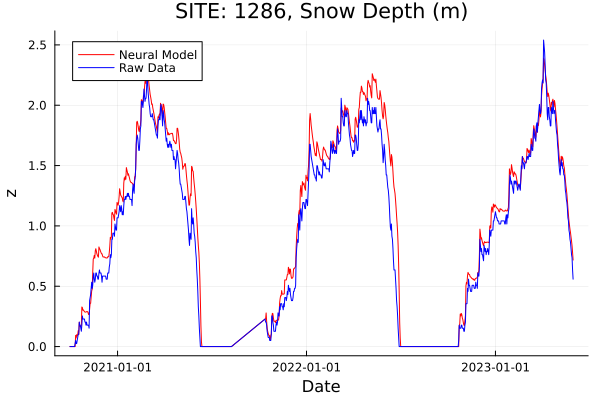 SITE: 1286, Snow Depth (m)
Neural Model
Raw Data
2.5
2.0
1.5
1.0
0.5
0.0
z
2021-01-01
2022-01-01
2023-01-01
Date